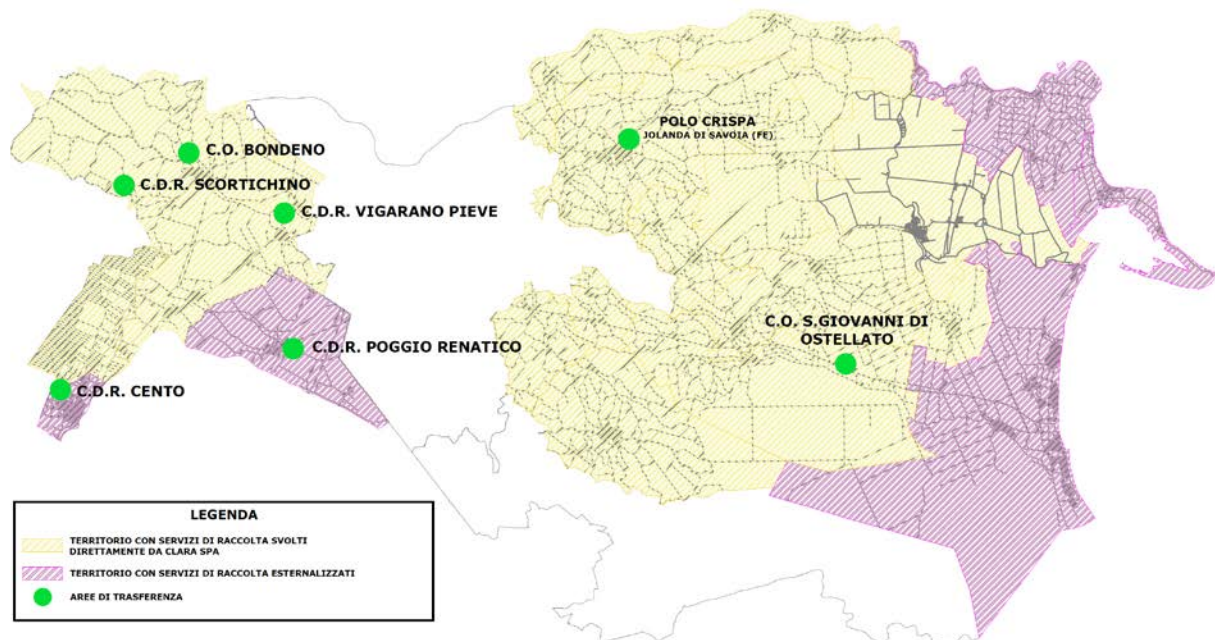 POLO CRISPA
JOLANDA DI SAVOIA (FE)
C.O. BONDENO
C.D.R. SCORTICHINO
C.D.R. VIGARANO PIEVE
C.O. S.GIOVANNI DI
OSTELLATO
C.D.R. POGGIO RENATICO
C.D.R. CENTO
LEGENDA
TERRITORIO CON SERVIZI DI RACCOLTA SVOLTI
DIRETTAMENTE DA CLARA SPA
TERRITORIO CON SERVIZI DI RACCOLTA ESTERNALIZZATI
AREE DI TRASFERENZA